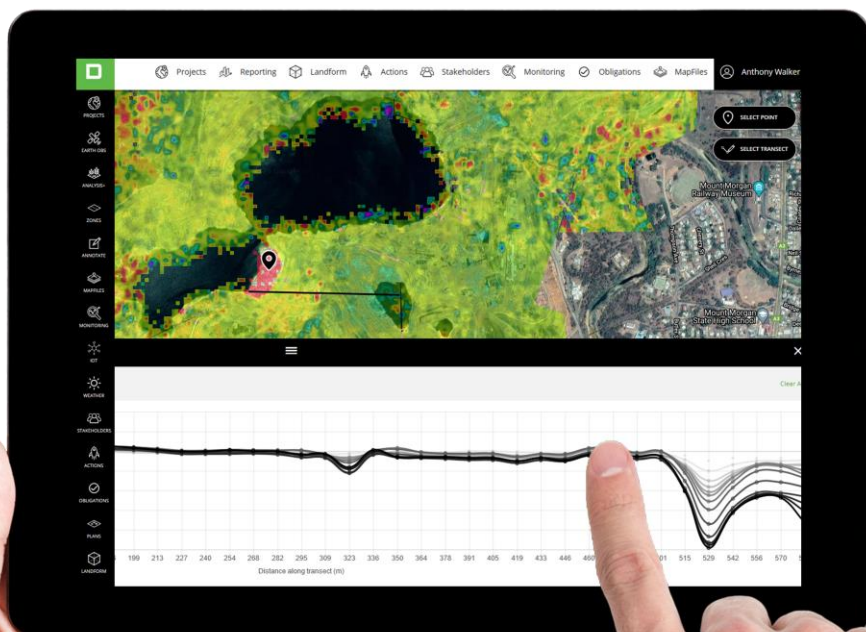 Projects
Reporting
Landform
Actions
Stakeholders
Monitoring
Obligations
MapFiles
Anthony Walker
PROJECTS
EARTH OBS
ANALYSIS+
ZONES
ANNOTATE
MAPFILES
MONITORING
IOT
WEATHER
STAKEHOLDERS
ACTIONS
OBLIGATIONS
PLANS
LANDFORM
SELECT POINT
SELECT TRANSECT
Mount Morgan
Railway Museum
Mount Morgan
State High School
Clear A
199 213 227 240 254 268 282 295 309 323 336 350 364 378 391 405 419 433 446 515 529 542 556 570
Distance along transect (m)